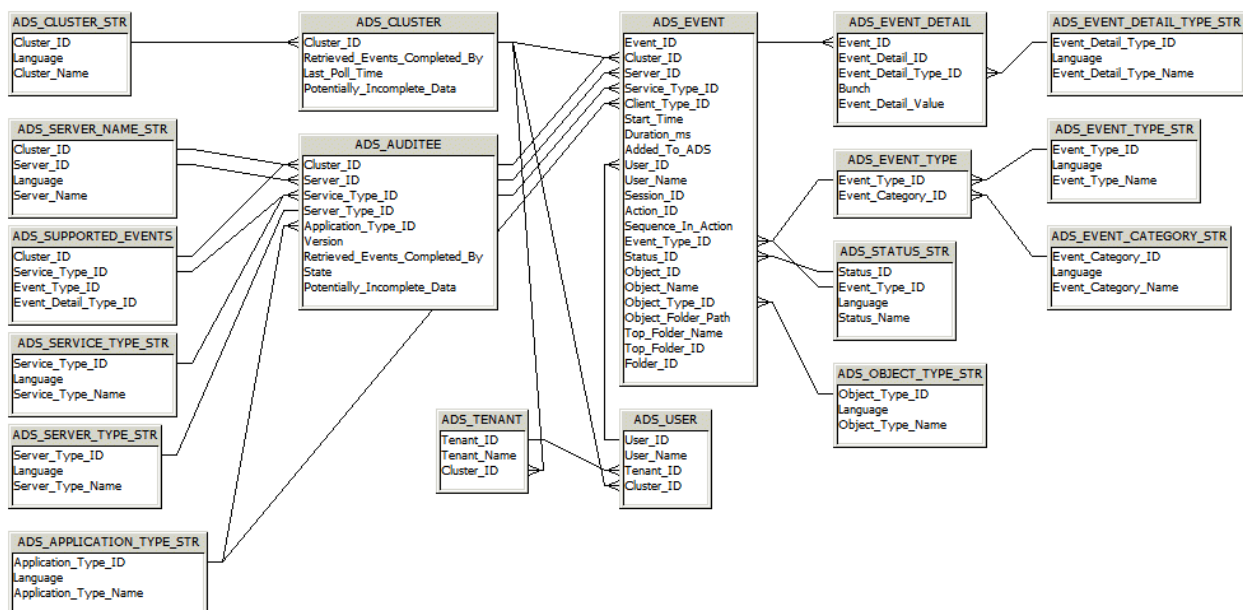 ADS_CLUSTER_STR
Cluster_ID
Language
Cluster_Name
ADS_CLUSTER
Cluster_ID
Retrieved_Events_Completed_By
Last_Poll_Time
Potentially_Incomplete_Data
ADS_EVENT
Event_ID
Cluster_ID
Server_ID
Service_Type_ID
Client_Type_ID
Start_Time
Duration_ms
Added_To_ADS
User_ID
User_Name
Session_ID
Action_ID
Sequence_In_Action
Event_Type_ID
Status_ID
Object_ID
Object_Name
Object_Type_ID
Object_Folder_Path
Top_Folder_Name
Top_Folder_ID
Folder_ID
ADS_EVENT_DETAIL
Event_ID
Event_Detail_ID
Event_Detail_Type_ID
Bunch
Event_Detail_Value
ADS_EVENT_DETAIL_TYPE_STR
Event_Detail_Type_ID
Language
Event_Detail_Type_Name
ADS_SERVER_NAME_STR
Cluster_ID
Server_ID
Language
Server_Name
ADS_AUDITEE
Cluster_ID
Server_ID
Service_Type_ID
Server_Type_ID
Application_Type_ID
Version
Retrieved_Events_Completed_By
State
Potentially_Incomplete_Data
ADS_EVENT_TYPE
Event_Type_ID
Event_Category_ID
ADS_EVENT_TYPE_STR
Event_Type_ID
Language
Event_Type_Name
ADS_SUPPORTED_EVENTS
Cluster_ID
Service_Type_ID
Event_Type_ID
Event_Detail_Type_ID
ADS_STATUS_STR
Status_ID
Event_Type_ID
Language
Status_Name
ADS_EVENT_CATEGORY_STR
Event_Category_ID
Language
Event_Category_Name
ADS_SERVICE_TYPE_STR
Service_Type_ID
Language
Service_Type_Name
ADS_OBJECT_TYPE_STR
Object_Type_ID
Language
Object_Type_Name
ADS_SERVER_TYPE_STR
Server_Type_ID
Language
Server_Type_Name
ADS_TENANT
Tenant_ID
Tenant_Name
Cluster_ID
ADS_USER
User_ID
User_Name
Tenant_ID
Cluster_ID
ADS_APPLICATION_TYPE_STR
Application_Type_ID
Language
Application_Type_Name